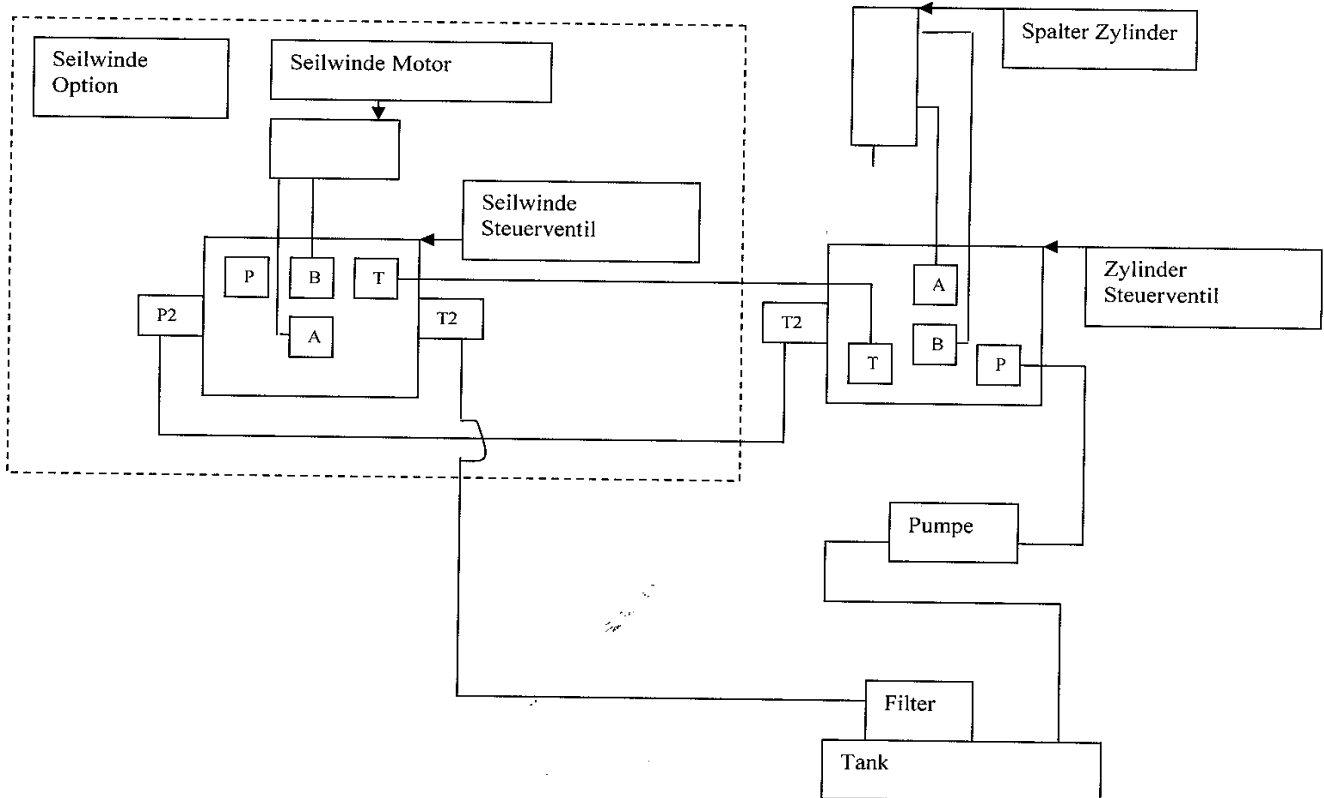 Seilwinde
Option
Seilwinde Motor
Spalter Zylinder
Seilwinde
Steuerventil
Zylinder
Steuerventil
P
B
T
P2
A
T2
A
T2
B
T
P
Pumpe
Filter
Tank